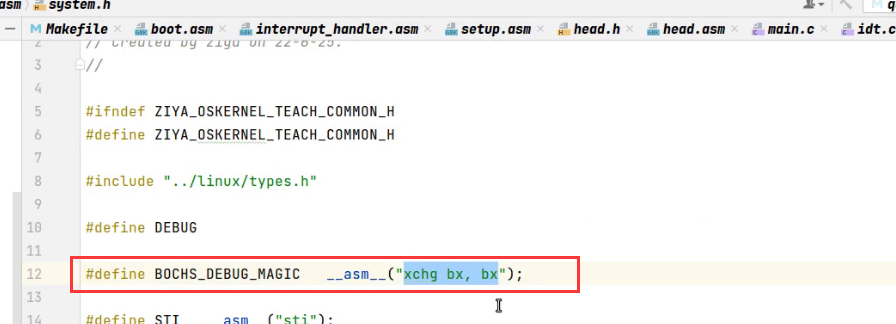 asm system.h
Makefile boot.asm interrupt_handler.asm setup.asm head.h head.asm main.c idt.c
2 // Created by ziya on 22-6-25.
3 //
4
5 #ifndef ZIYA_OSKERNEL_TEACH_COMMON_H
6 #define ZIYA_OSKERNEL_TEACH_COMMON_H
7
8 #include "../linux/types.h"
9
10 #define DEBUG
11
12 #define BOCHS_DEBUG_MAGIC __asm__("xchg bx, bx");
13
14 #define STI __asm__("sti");